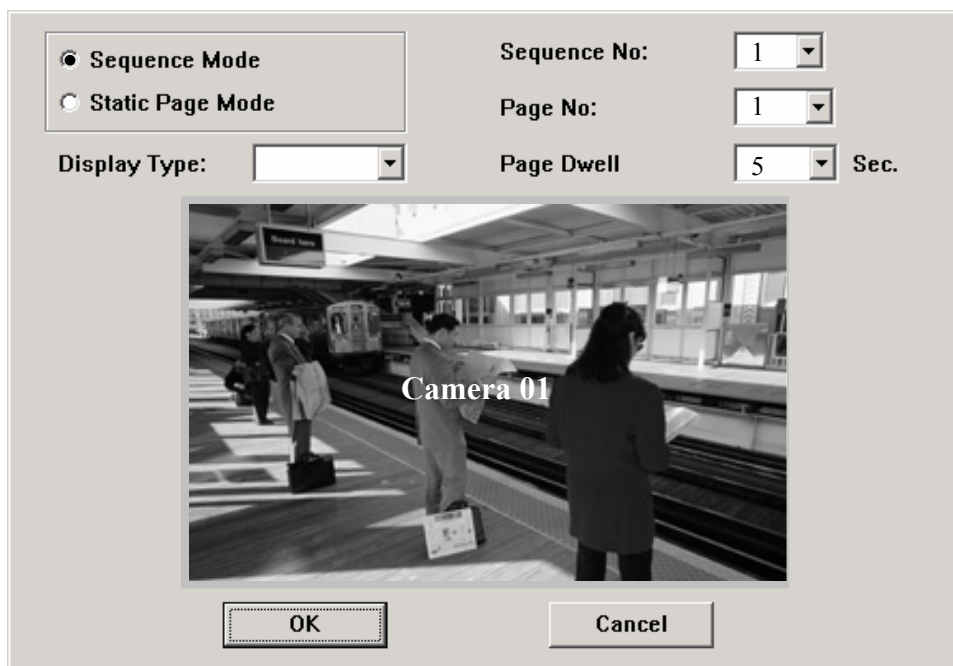 Sequence Mode
Static Page Mode
Display Type:
Sequence No: 1
Page No: 1
Page Dwell 5 Sec.
Board here
Camera 01
OK
Cancel